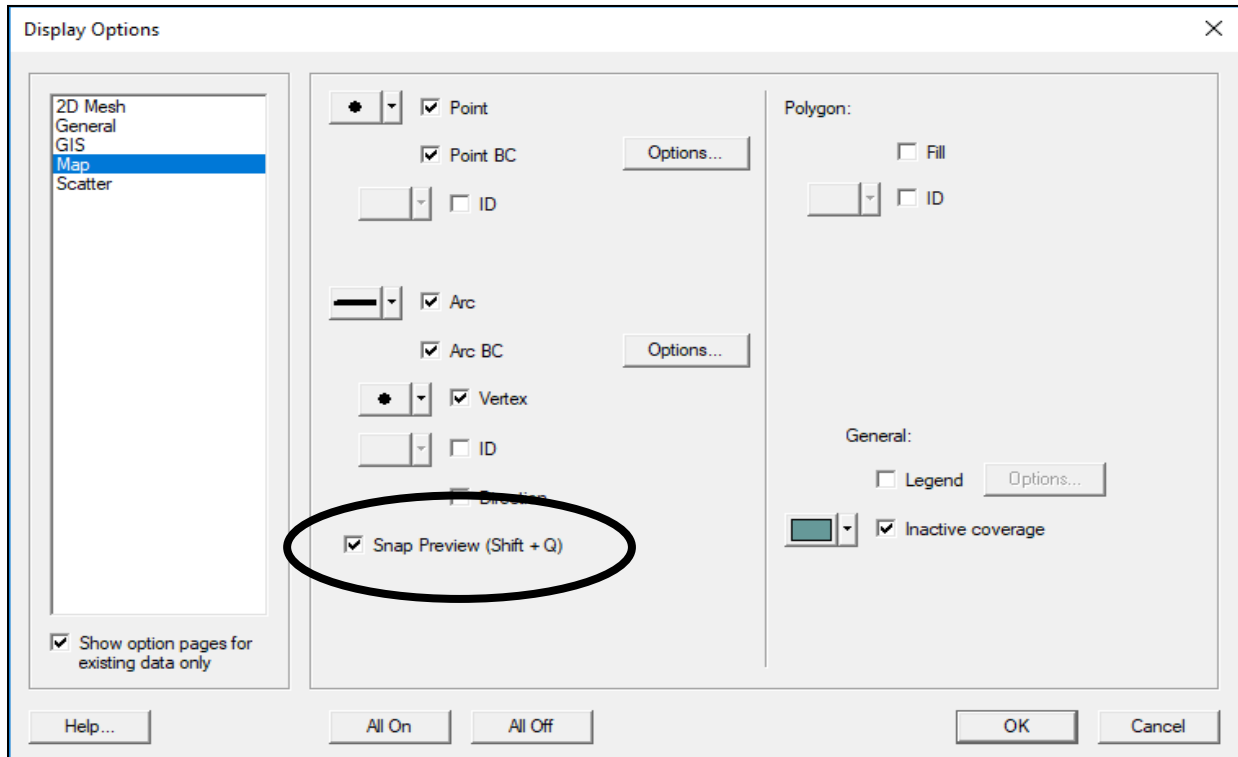 Display Options
2D Mesh
General
GIS
Map
Scatter
Show option pages for
existing data only
Point
Point BC
Options...
ID
Arc
Arc BC
Options...
Vertex
ID
Direction
Snap Preview (Shift + Q)
Polygon:
Fill
ID
General:
Legend
Options...
Inactive coverage
Help...
All On
All Off
OK
Cancel